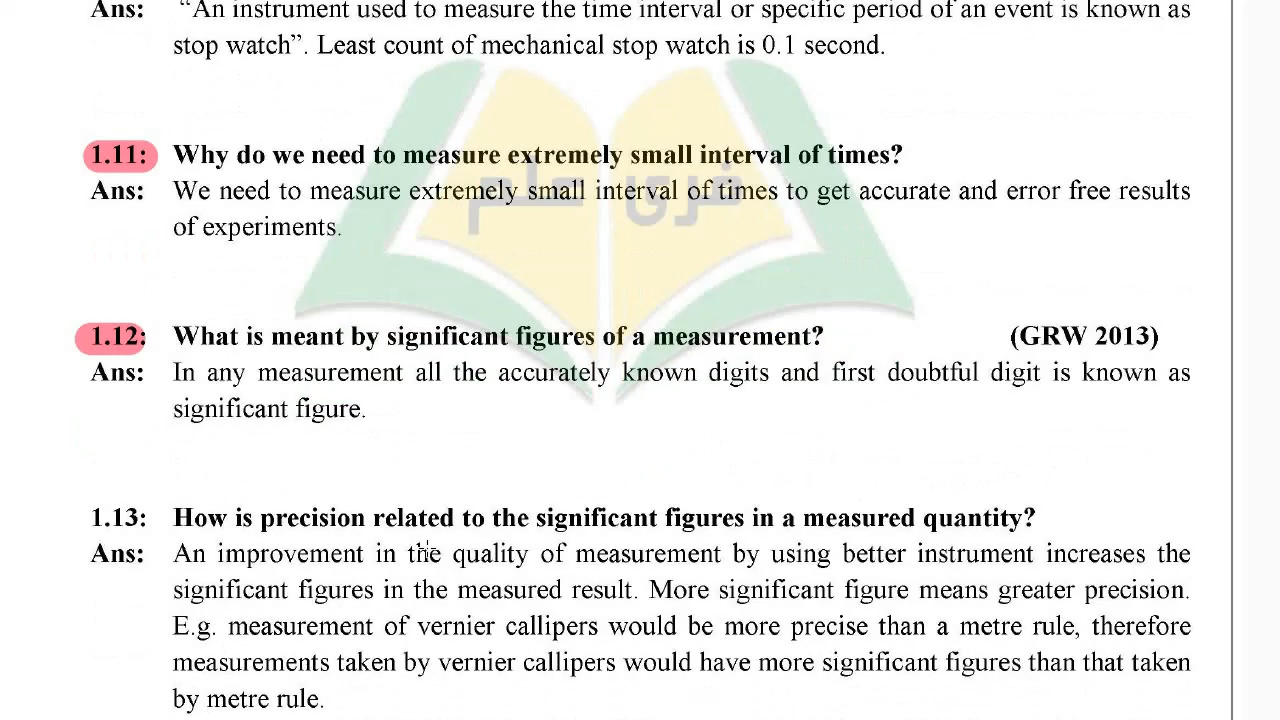 Ans: “An instrument used to measure the time interval or specific period of an event is known as
stop watch”. Least count of mechanical stop watch is 0.1 second.
1.11: Why do we need to measure extremely small interval of times?
Ans: We need to measure extremely small interval of times to get accurate and error free results
of experiments.
فری علم
1.12: What is meant by significant figures of a measurement? (GRW 2013)
Ans: In any measurement all the accurately known digits and first doubtful digit is known as
significant figure.
1.13: How is precision related to the significant figures in a measured quantity?
Ans: An improvement in the quality of measurement by using better instrument increases the
significant figures in the measured result. More significant figure means greater precision.
E.g. measurement of vernier callipers would be more precise than a metre rule, therefore
measurements taken by vernier callipers would have more significant figures than that taken
by metre rule.